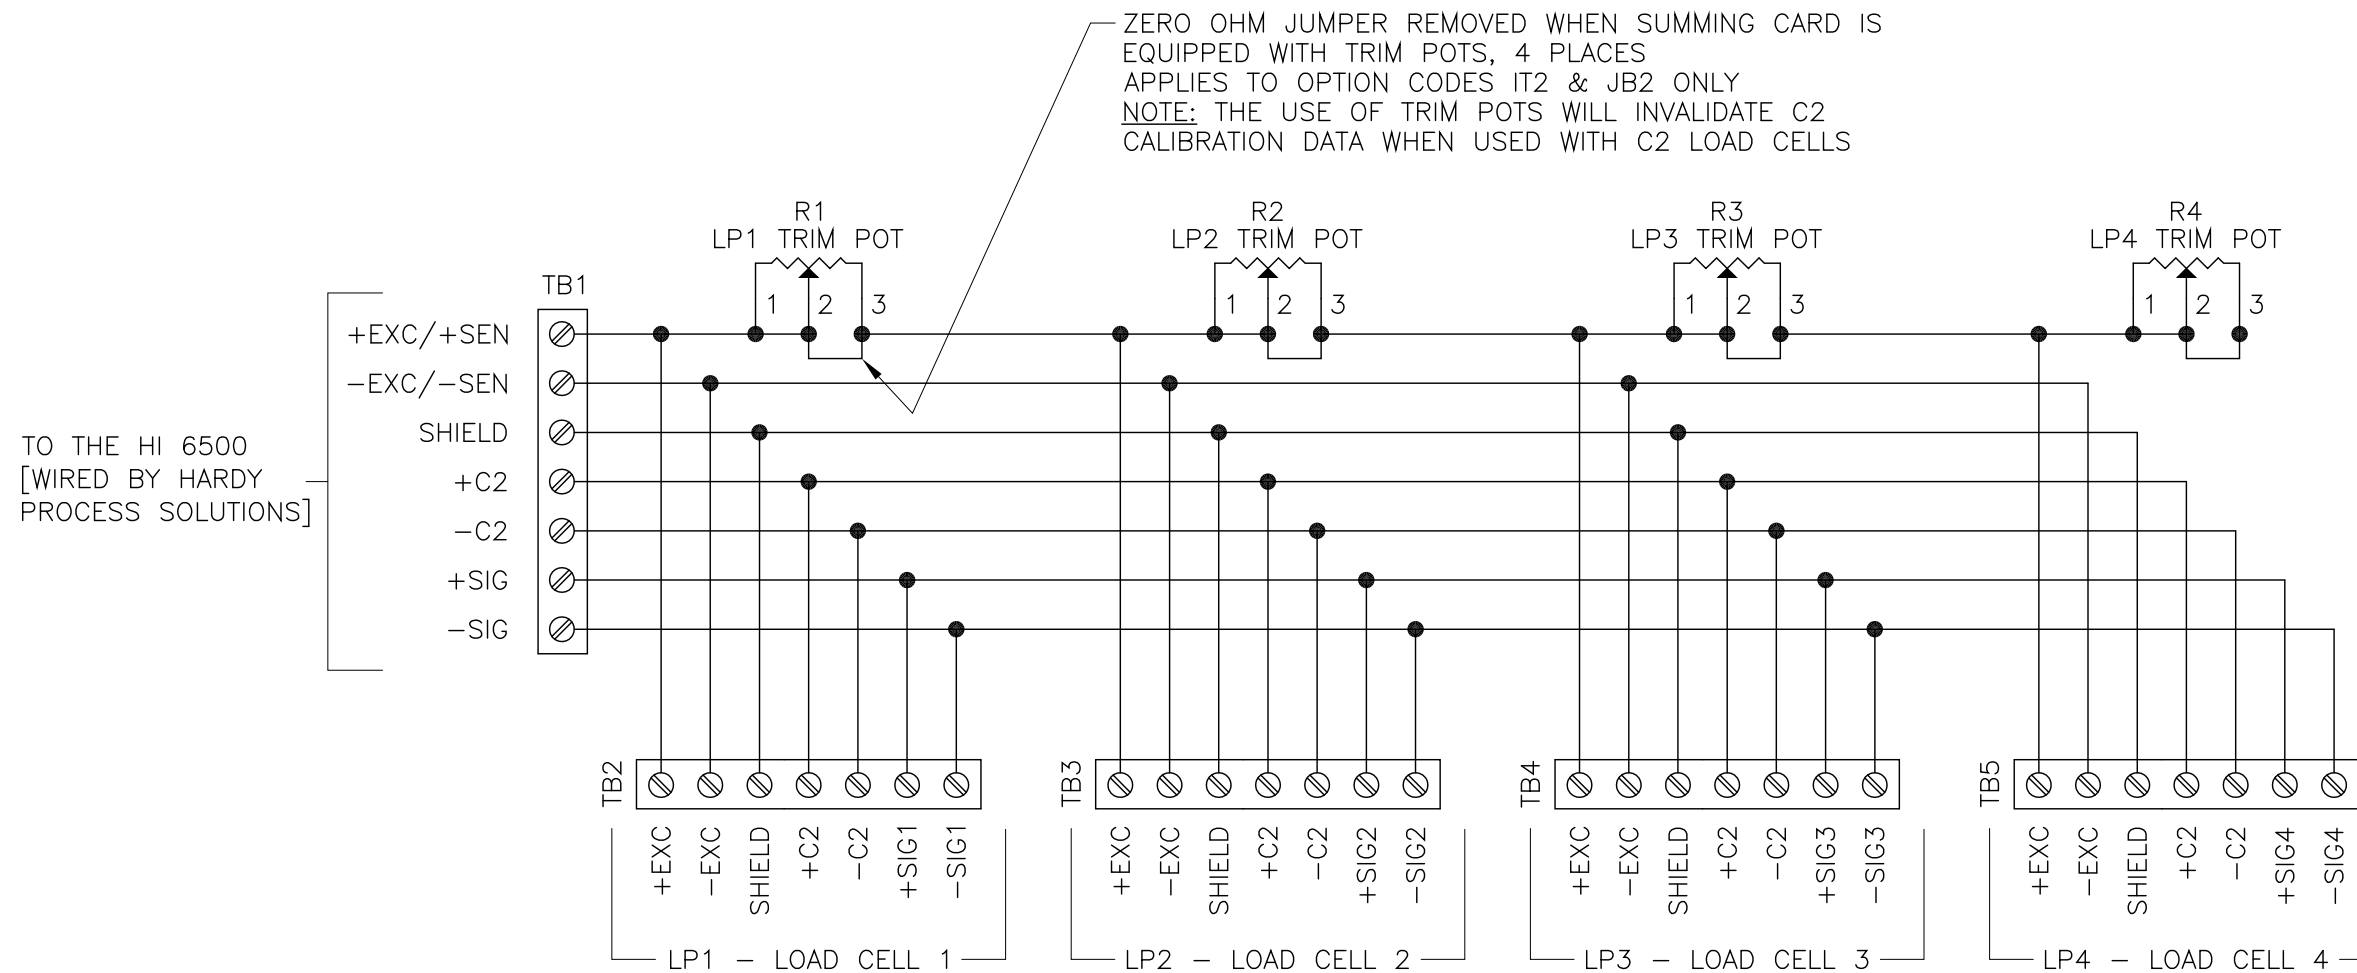 ZERO OHM JUMPER REMOVED WHEN SUMMING CARD IS
EQUIPPED WITH TRIM POTS, 4 PLACES
APPLIES TO OPTION CODES IT2 & JB2 ONLY
NOTE: THE USE OF TRIM POTS WILL INVALIDATE C2
CALIBRATION DATA WHEN USED WITH C2 LOAD CELLS
R1
LP1 TRIM POT
1 2 3
R2
LP2 TRIM POT
1 2 3
R3
LP3 TRIM POT
1 2 3
R4
LP4 TRIM POT
1 2 3
TB1
+EXC/+SEN
-EXC/-SEN
SHIELD
+C2
-C2
+SIG
-SIG
TO THE HI 6500
[WIRED BY HARDY
PROCESS SOLUTIONS]
TB2
+EXC
-EXC
SHIELD
+C2
-C2
+SIG1
-SIG1
LP1 - LOAD CELL 1
TB3
+EXC
-EXC
SHIELD
+C2
-C2
+SIG2
-SIG2
LP2 - LOAD CELL 2
TB4
+EXC
-EXC
SHIELD
+C2
-C2
+SIG3
-SIG3
LP3 - LOAD CELL 3
TB5
+EXC
-EXC
SHIELD
+C2
-C2
+SIG4
-SIG4
LP4 - LOAD CELL 4